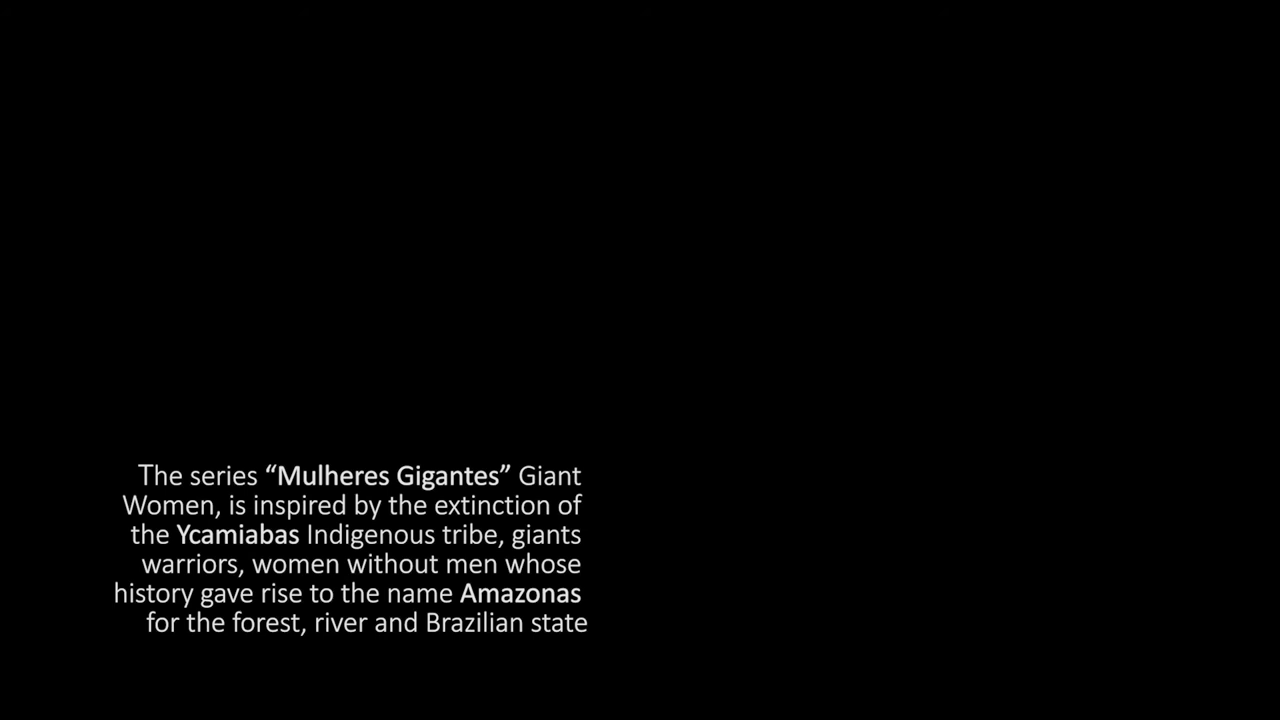 The series “Mulheres Gigantes” Giant
Women, is inspired by the extinction of
the Ycamiabas Indigenous tribe, giants
warriors, women without men whose
history gave rise to the name Amazonas
for the forest, river and Brazilian state